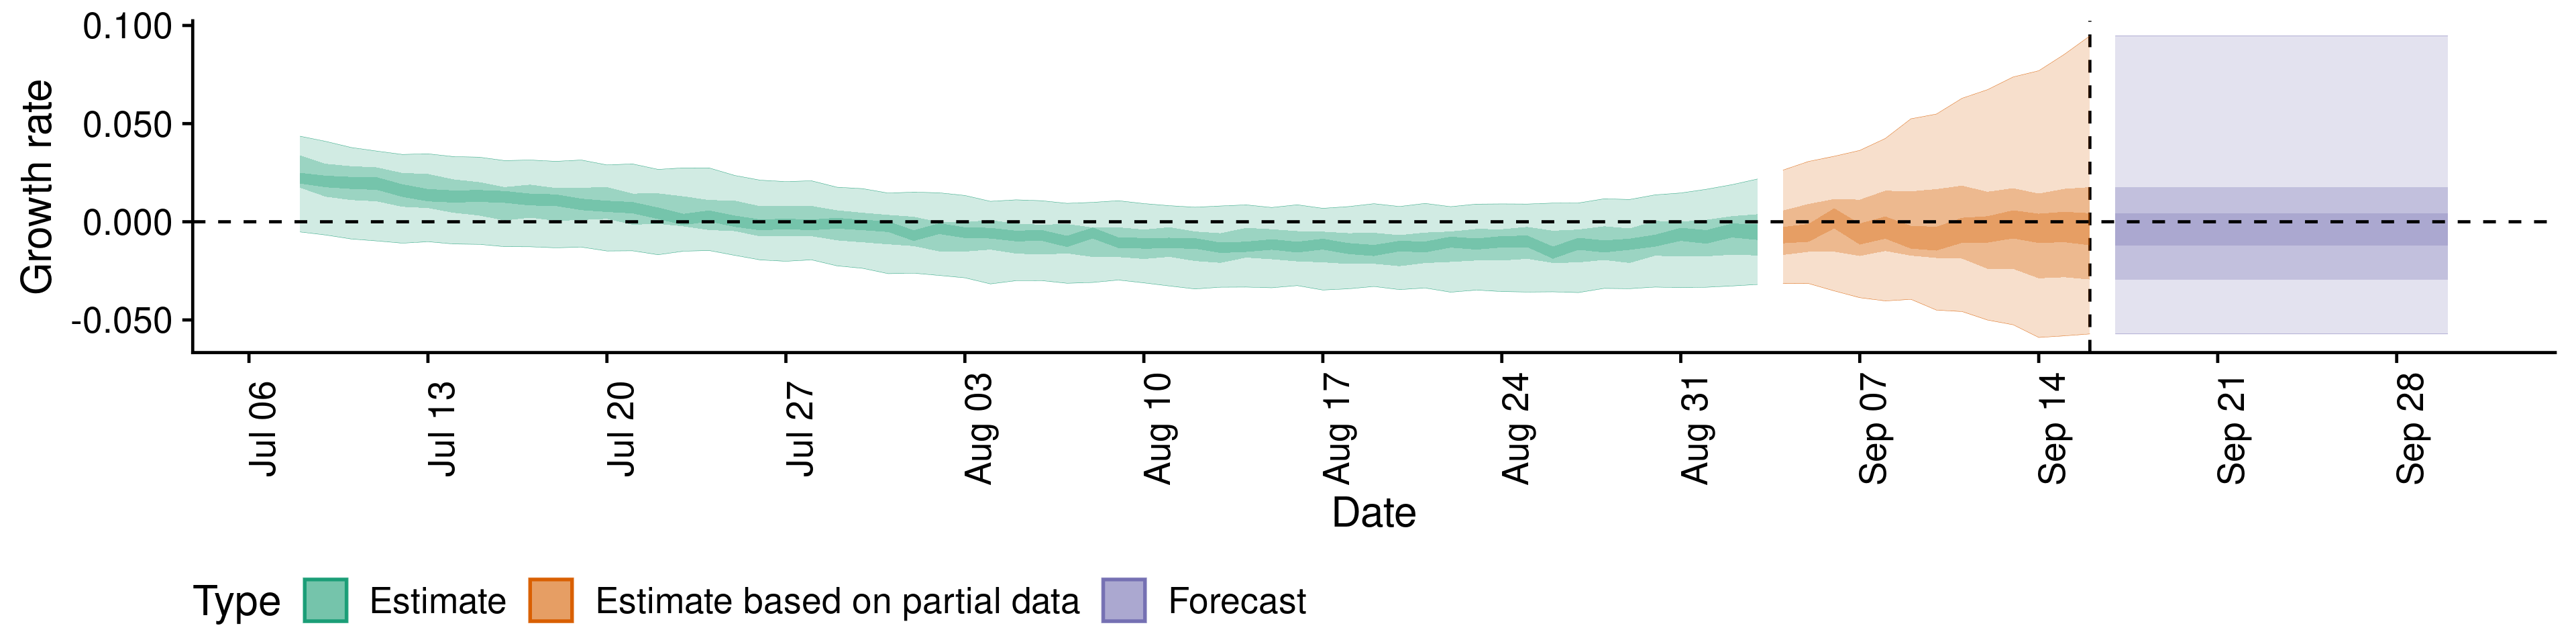 Growth rate
0.100
0.050
0.000
-0.050
Jul 06
Jul 13
Jul 20
Jul 27
Aug 03
Aug 10
Aug 17
Aug 24
Aug 31
Sep 07
Sep 14
Sep 21
Sep 28
Date
Type Estimate Estimate based on partial data Forecast